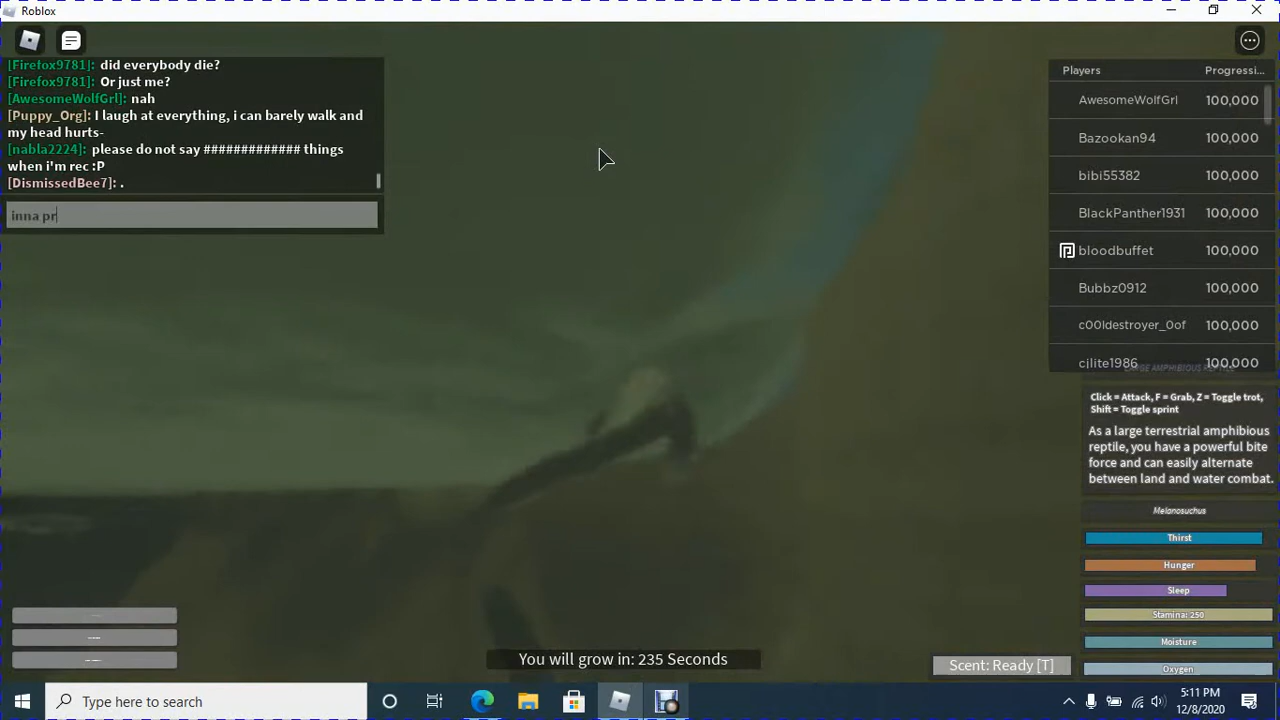 Roblox
[Firefox9781]: did everybody die?
[Firefox9781]: Or just me?
[AwesomeWolfGrl]: nah
[Puppy_Org]: I laugh at everything, i can barely walk and
my head hurts-
[nabla2224]: please do not say ############# things
when i'm rec :P
[DismissedBee7]: .
inna pr
Players Progressi...
AwesomeWolfGrl 100,000
Bazookan94 100,000
bibi55382 100,000
BlackPanther1931 100,000
bloodbuffet 100,000
Bubbz0912 100,000
c00ldestroyer_0of 100,000
cjlite1986 100,000
LARGE AMPHIBIOUS REPTILE
Click = Attack, F = Grab, Z = Toggle trot,
Shift = Toggle sprint
As a large terrestrial amphibious
reptile, you have a powerful bite
force and can easily alternate
between land and water combat.
Melanosuchus
Thirst
Hunger
Sleep
Stamina: 250
Moisture
Oxygen
You will grow in: 235 Seconds
Scent: Ready [T]
Type here to search
5:11 PM
12/8/2020